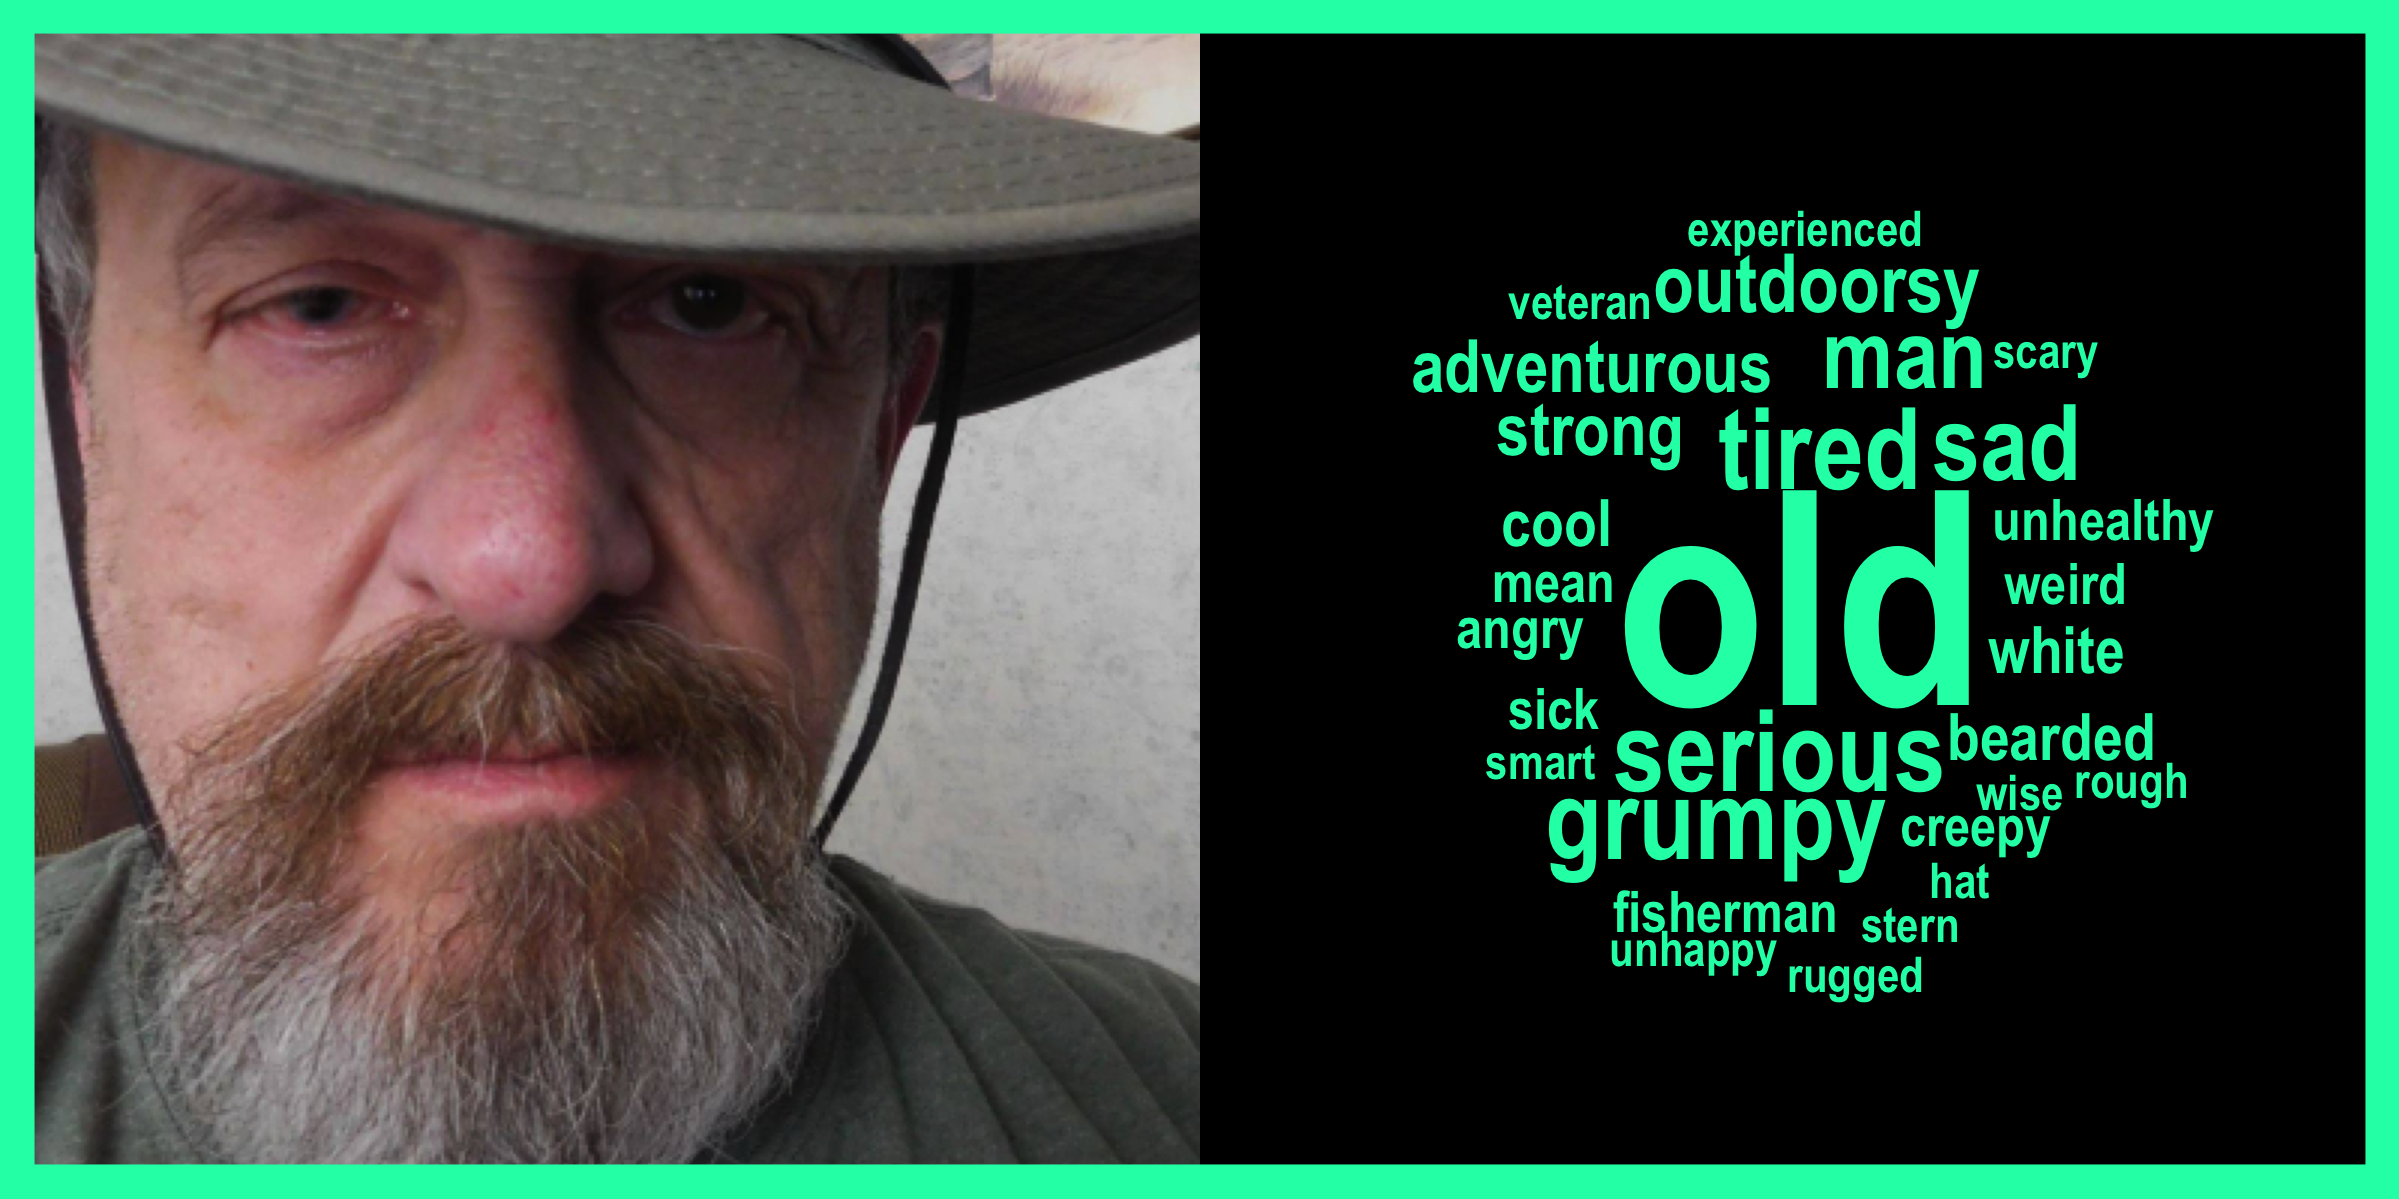 experienced
veteran outdoorsy
adventurous man scary
strong tired sad
cool old unhealthy
mean weird
angry white
sick serious bearded
smart wise rough
grumpy creepy
hat
fisherman stern
unhappy rugged